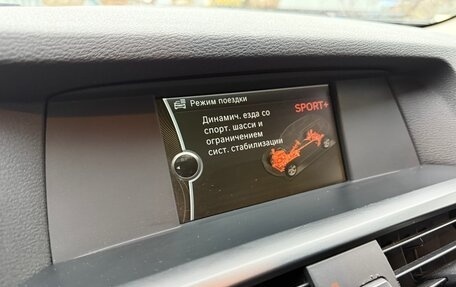 Режим поездки
SPORT+
Динамич. езда со
спорт. шасси и
ограничением
сист. стабилизации